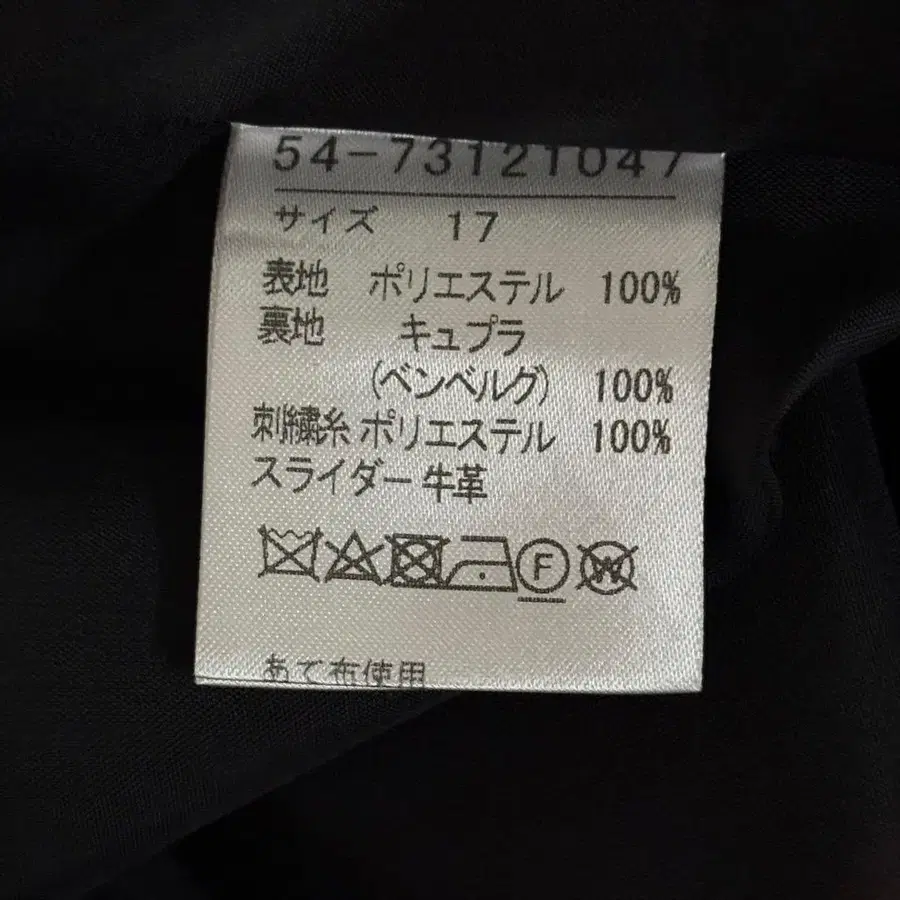 54-73121047
サイズ 17
表地 ポリエステル 100%
裏地 キュプラ
(ベンベルグ) 100%
刺繍糸 ポリエステル 100%
スライダー 牛革
F W
あて布使用